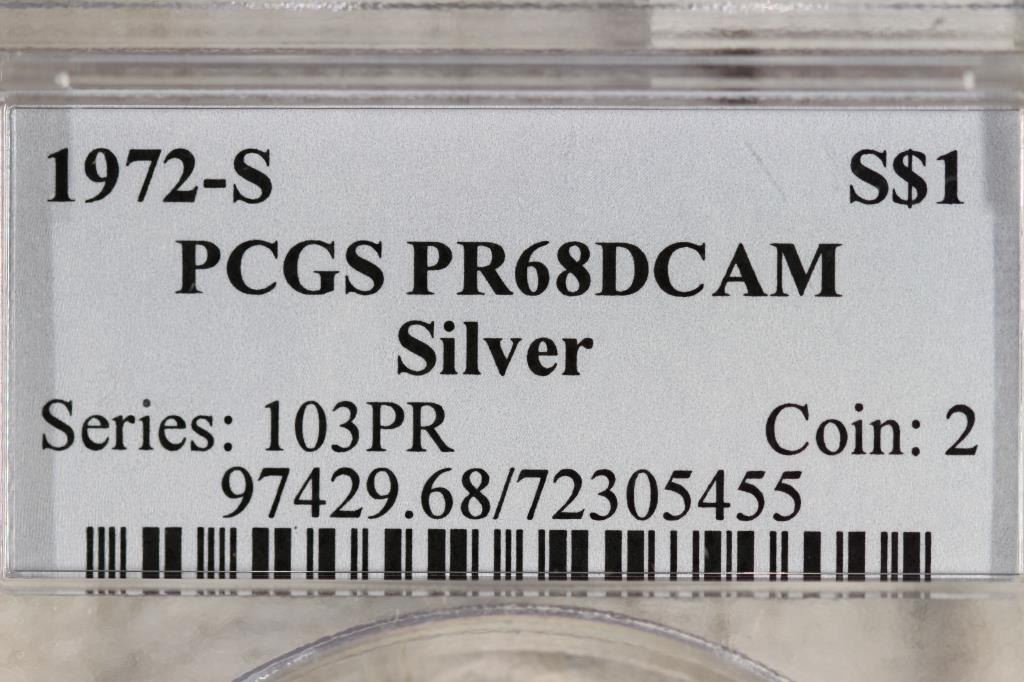 1972-S S$1
PCGS PR68DCAM
Silver
Series: 103PR Coin: 2
97429.68/72305455